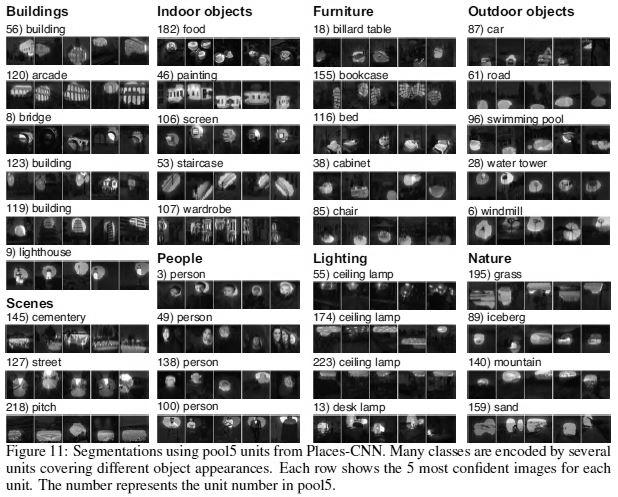 Buildings
56) building
120) arcade
8) bridge
123) building
119) building
9) lighthouse
Scenes
145) cementery
127) street
218) pitch
Indoor objects
182) food
46) painting
106) screen
53) staircase
107) wardrobe
People
3) person
49) person
138) person
100) person
Furniture
18) billard table
155) bookcase
116) bed
38) cabinet
85) chair
Lighting
55) ceiling lamp
174) ceiling lamp
223) ceiling lamp
13) desk lamp
Outdoor objects
87) car
61) road
96) swimming pool
28) water tower
6) windmill
Nature
195) grass
89) iceberg
140) mountain
159) sand
Figure 11: Segmentations using pool5 units from Places-CNN. Many classes are encoded by several
units covering different object appearances. Each row shows the 5 most confident images for each
unit. The number represents the unit number in pool5.